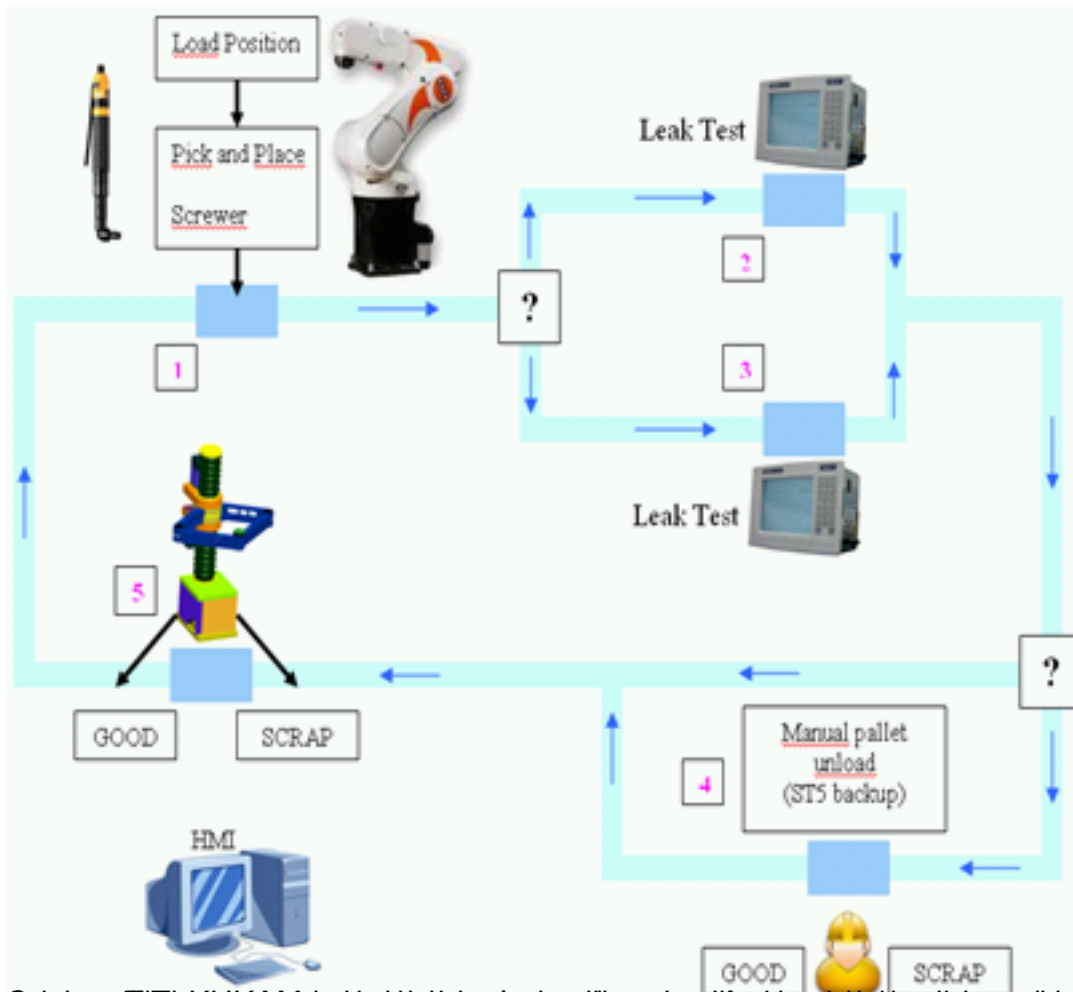 Load Position
Pick and Place
Screwer
Leak Test
2
?
1
3
Leak Test
5
?
GOOD
SCRAP
Manual pallet
unload
(ST5 backup)
4
HMI
GOOD
SCRAP